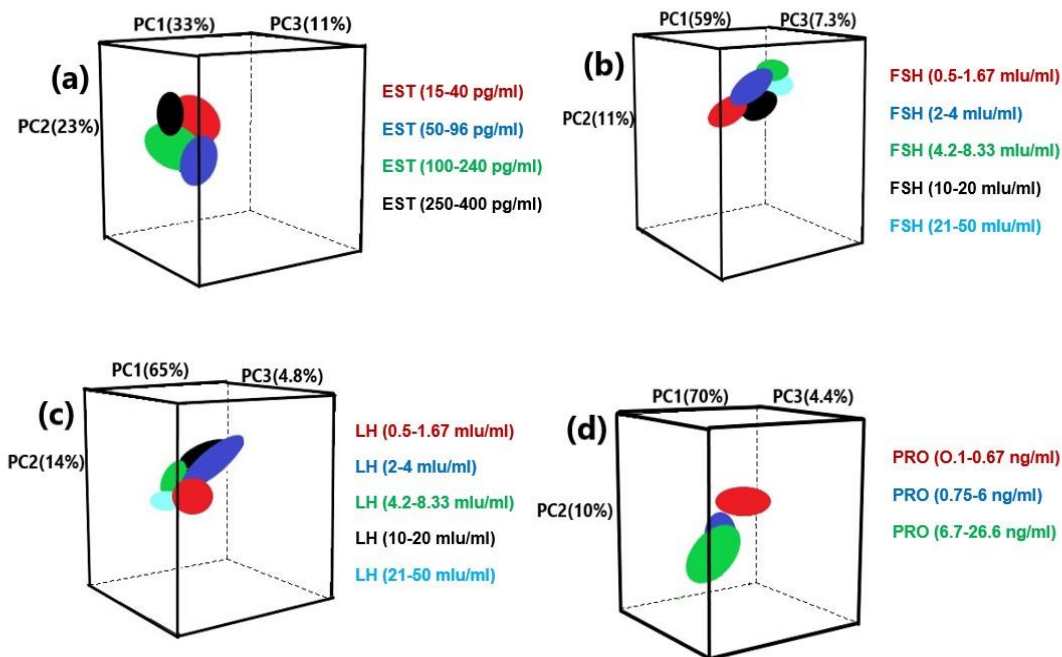 PC1(33%) PC3(11%)
(a)
PC2(23%)
EST (15-40 pg/ml)
EST (50-96 pg/ml)
EST (100-240 pg/ml)
EST (250-400 pg/ml)
PC1(59%) PC3(7.3%)
(b)
PC2(11%)
FSH (0.5-1.67 mlu/ml)
FSH (2-4 mlu/ml)
FSH (4.2-8.33 mlu/ml)
FSH (10-20 mlu/ml)
FSH (21-50 mlu/ml)
PC1(65%) PC3(4.8%)
(c)
PC2(14%)
LH (0.5-1.67 mlu/ml)
LH (2-4 mlu/ml)
LH (4.2-8.33 mlu/ml)
LH (10-20 mlu/ml)
LH (21-50 mlu/ml)
PC1(70%) PC3(4.4%)
(d)
PC2(10%)
PRO (O.1-0.67 ng/ml)
PRO (0.75-6 ng/ml)
PRO (6.7-26.6 ng/ml)